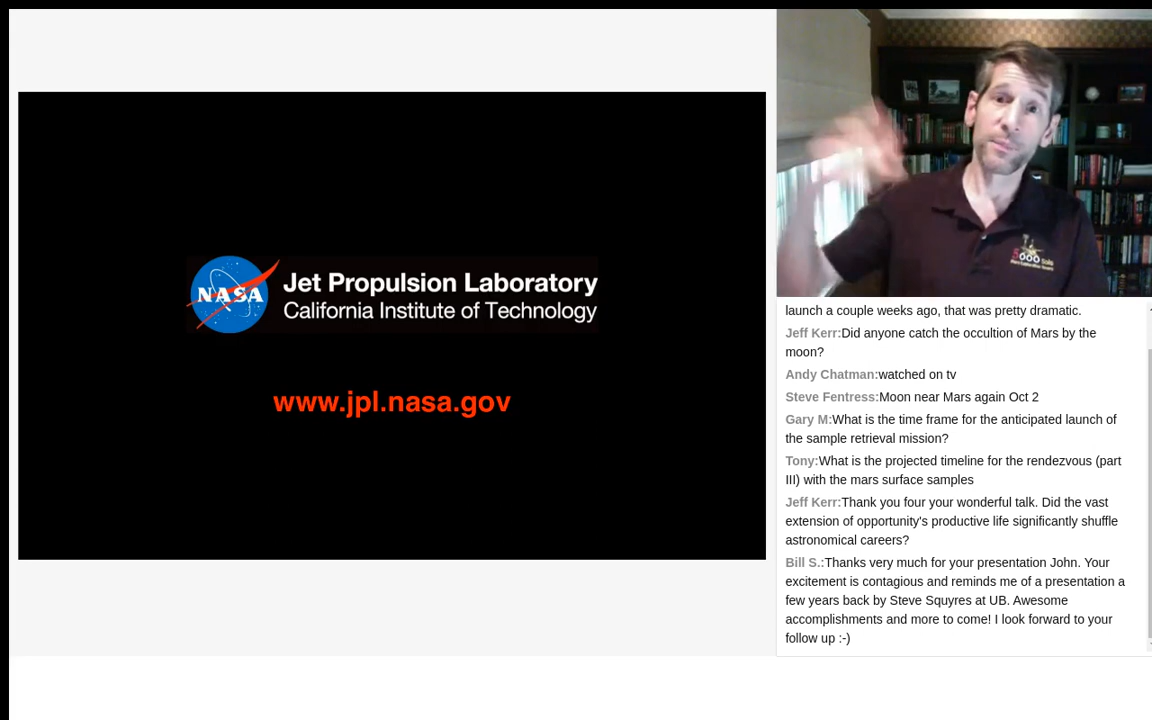 NASA
Jet Propulsion Laboratory
California Institute of Technology
www.jpl.nasa.gov
5000 Sols
launch a couple weeks ago, that was pretty dramatic.
Jeff Kerr:Did anyone catch the occultion of Mars by the
moon?
Andy Chatman:watched on tv
Steve Fentress:Moon near Mars again Oct 2
Gary M:What is the time frame for the anticipated launch of
the sample retrieval mission?
Tony:What is the projected timeline for the rendezvous (part
III) with the mars surface samples
Jeff Kerr:Thank you four your wonderful talk. Did the vast
extension of opportunity's productive life significantly shuffle
astronomical careers?
Bill S.:Thanks very much for your presentation John. Your
excitement is contagious and reminds me of a presentation a
few years back by Steve Squyres at UB. Awesome
accomplishments and more to come! I look forward to your
follow up :-)